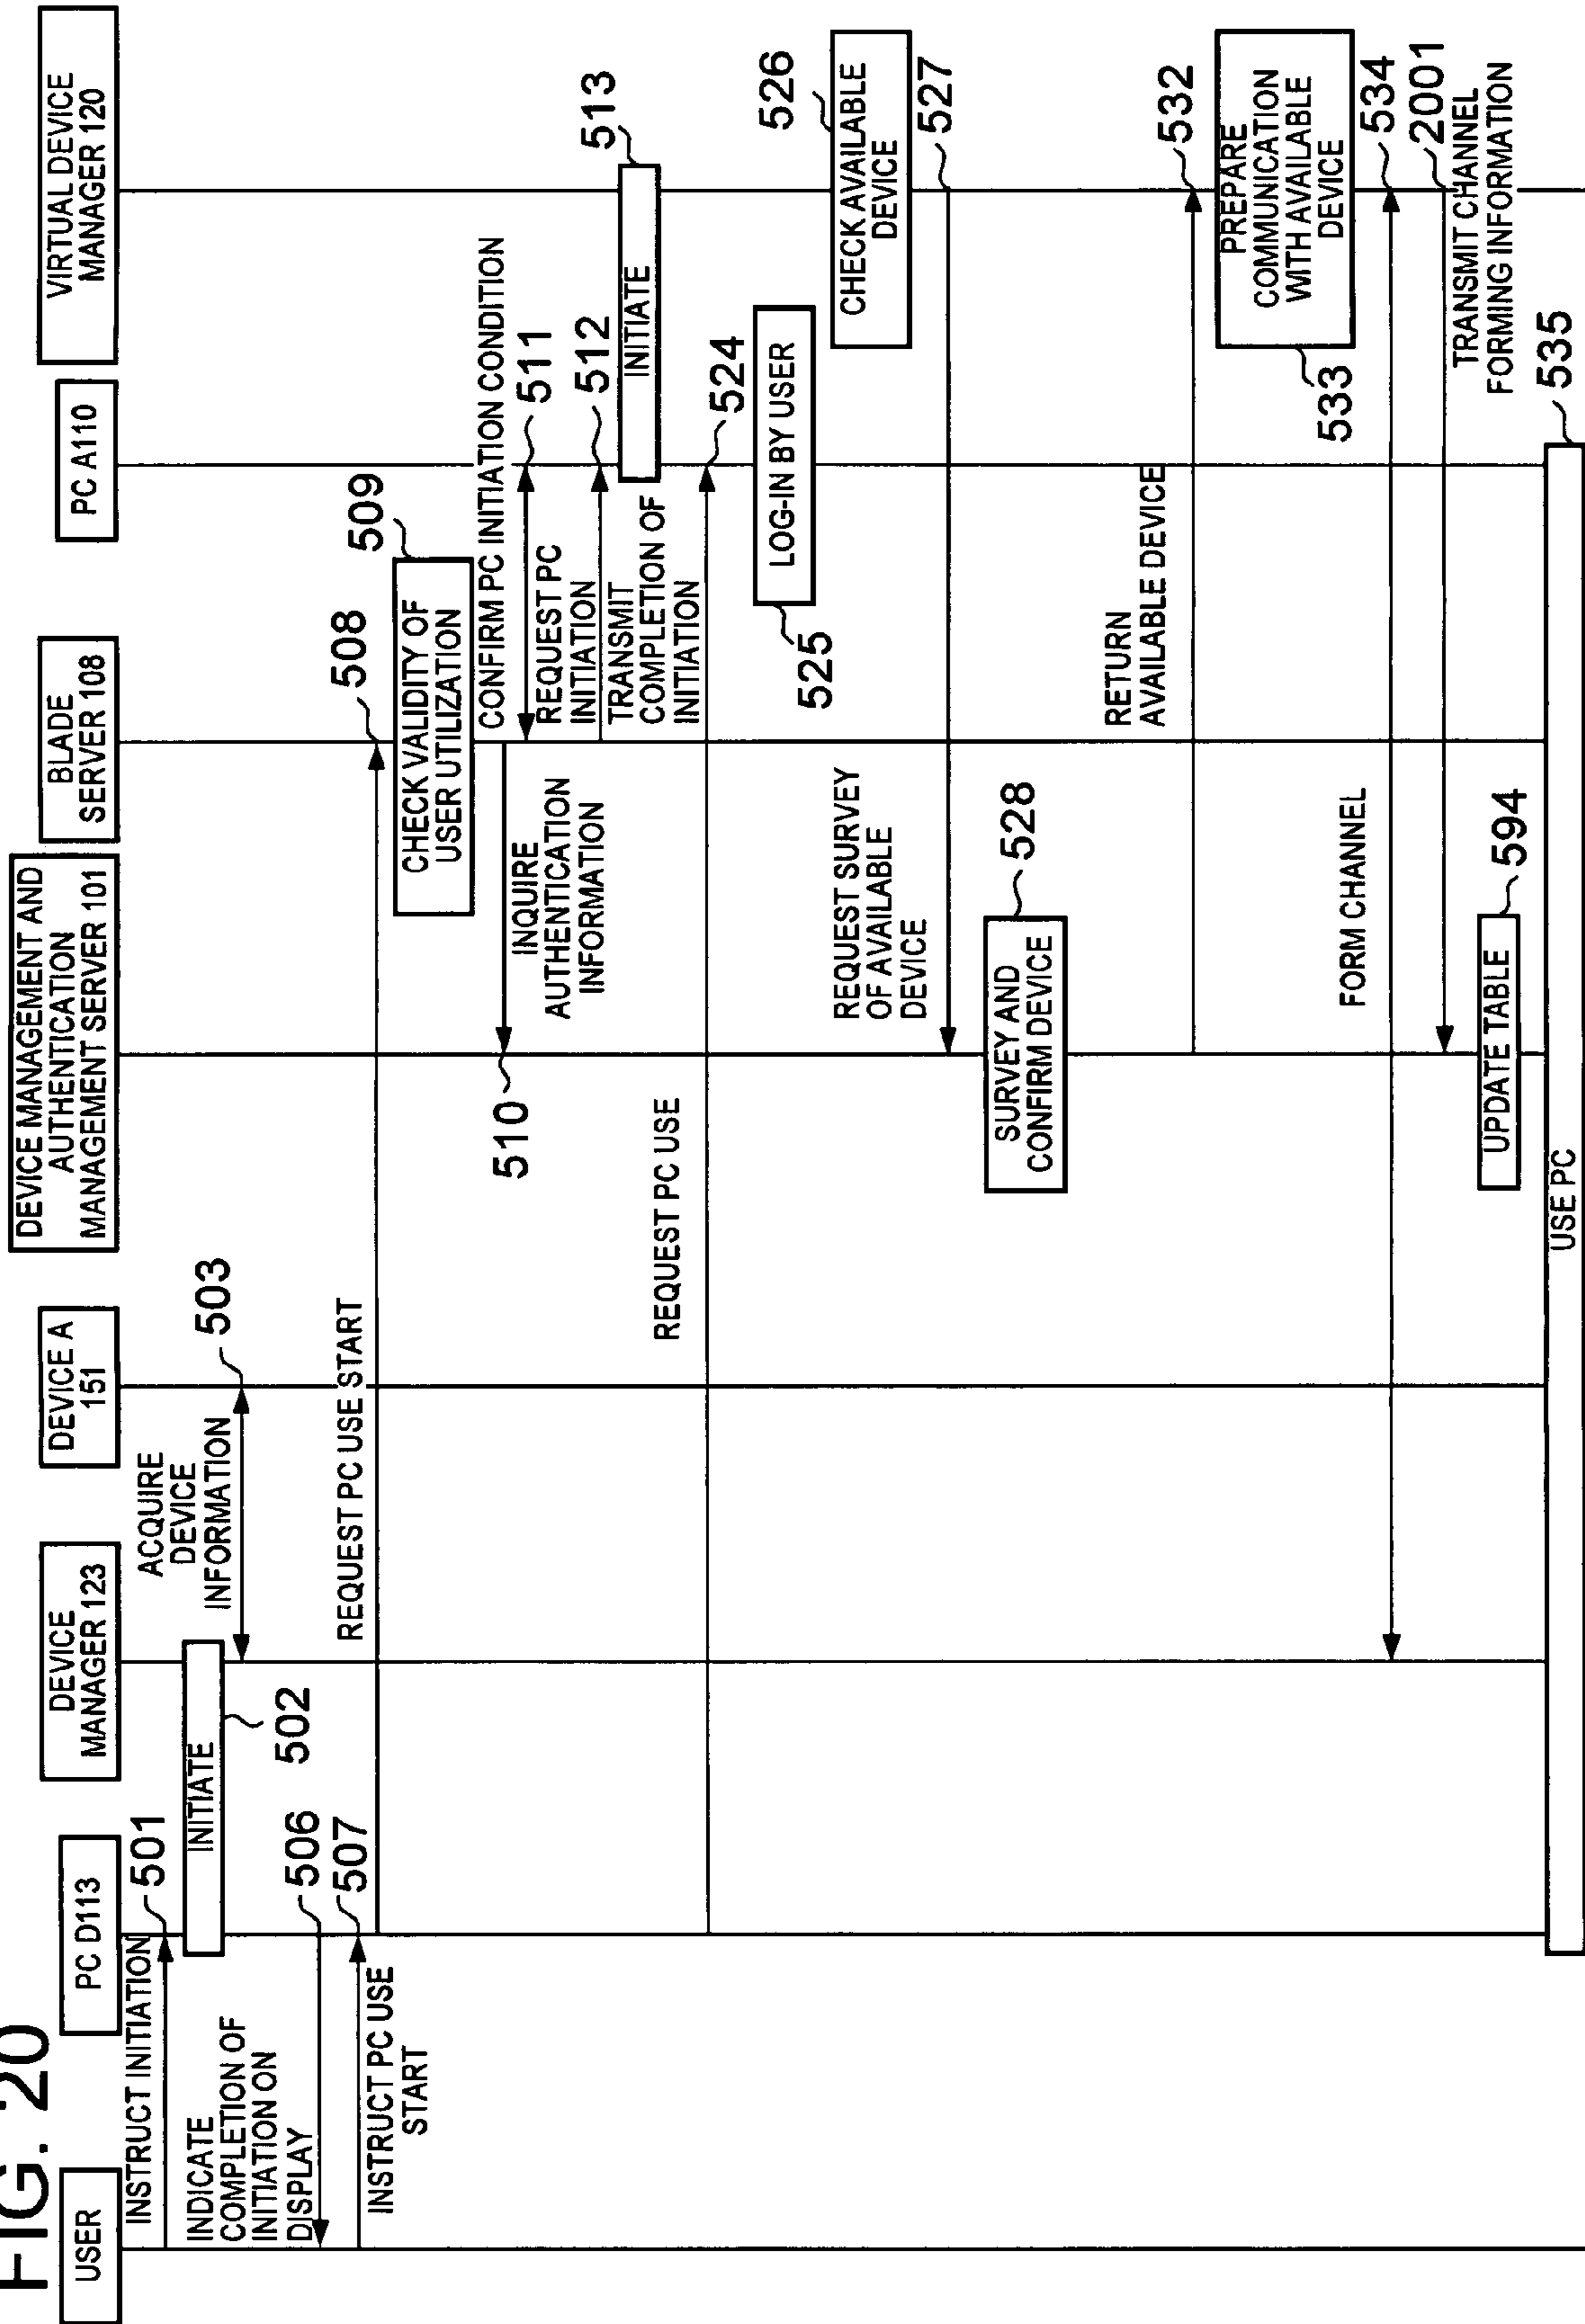 FIG. 20
USER
PC D113
DEVICE
MANAGER 123
DEVICE A
151
DEVICE MANAGEMENT AND
AUTHENTICATION
MANAGEMENT SERVER 101
BLADE
SERVER 108
PC A110
VIRTUAL DEVICE
MANAGER 120
INSTRUCT INITIATION
501
INITIATE
502
ACQUIRE
DEVICE
INFORMATION
503
INDICATE
COMPLETION OF
INITIATION ON
DISPLAY
506
507
INSTRUCT PC USE
START
REQUEST PC USE START
508
CHECK VALIDITY OF
USER UTILIZATION
509
INQUIRE
AUTHENTICATION
INFORMATION
510
CONFIRM PC INITIATION CONDITION
511
REQUEST PC
INITIATION
512
INITIATE
513
TRANSMIT
COMPLETION OF
INITIATION
REQUEST PC USE
524
LOG-IN BY USER
525
CHECK AVAILABLE
DEVICE
526
527
REQUEST SURVEY
OF AVAILABLE
DEVICE
SURVEY AND
CONFIRM DEVICE
528
RETURN
AVAILABLE DEVICE
532
PREPARE
COMMUNICATION
WITH AVAILABLE
DEVICE
533
FORM CHANNEL
534
2001
TRANSMIT CHANNEL
FORMING INFORMATION
UPDATE TABLE
594
USE PC
535